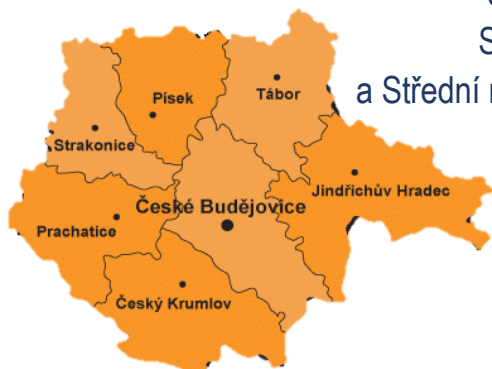 S
a Střední
Písek
Tábor
Strakonice
Jindřichův Hradec
České Budějovice
Prachatice
Český Krumlov